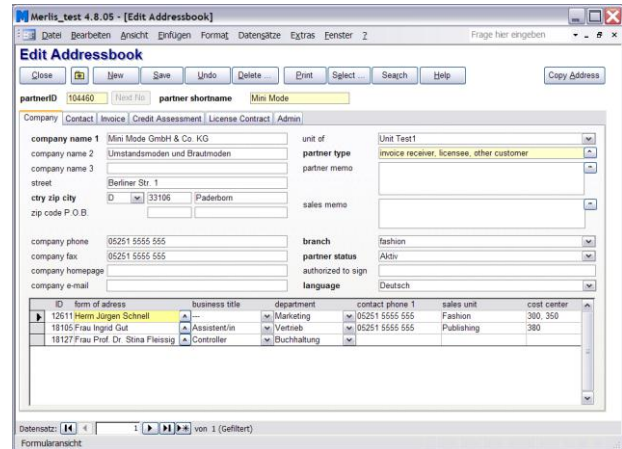 Merlis_test 4.8.05 - [Edit Addressbook]
Datei Bearbeiten Ansicht Einfügen Format Datensätze Extras Fenster ? Frage hier eingeben
Edit Addressbook
Close New Save Undo Delete ... Print Select ... Search Help Copy Address
partnerID 104460 Next No partner shortname Mini Mode
Company Contact Invoice Credit Assessment License Contract Admin
company name 1 Mini Mode GmbH & Co. KG unit of Unit Test1
company name 2 Umstandsmoden und Brautmoden partner type invoice receiver, licensee, other customer
company name 3 partner memo
street Berliner Str. 1
ctry zip city D 33106 Paderborn
sales memo
zip code P.O.B.
company phone 05251 5555 555 branch fashion
company fax 05251 5555 555 partner status Aktiv
company homepage authorized to sign
company e-mail language Deutsch
ID form of adress business title department contact phone 1 sales unit cost center
12611 Herrn Jürgen Schnell --- Marketing 05251 5555 555 Fashion 300, 350
18105 Frau Ingrid Gut Assistent/in Vertrieb 05251 5555 555 Publishing 380
18127 Frau Prof. Dr. Stina Fleissig Controller Buchhaltung
Datensatz: 1 von 1 (Gefiltert)
Formularansicht